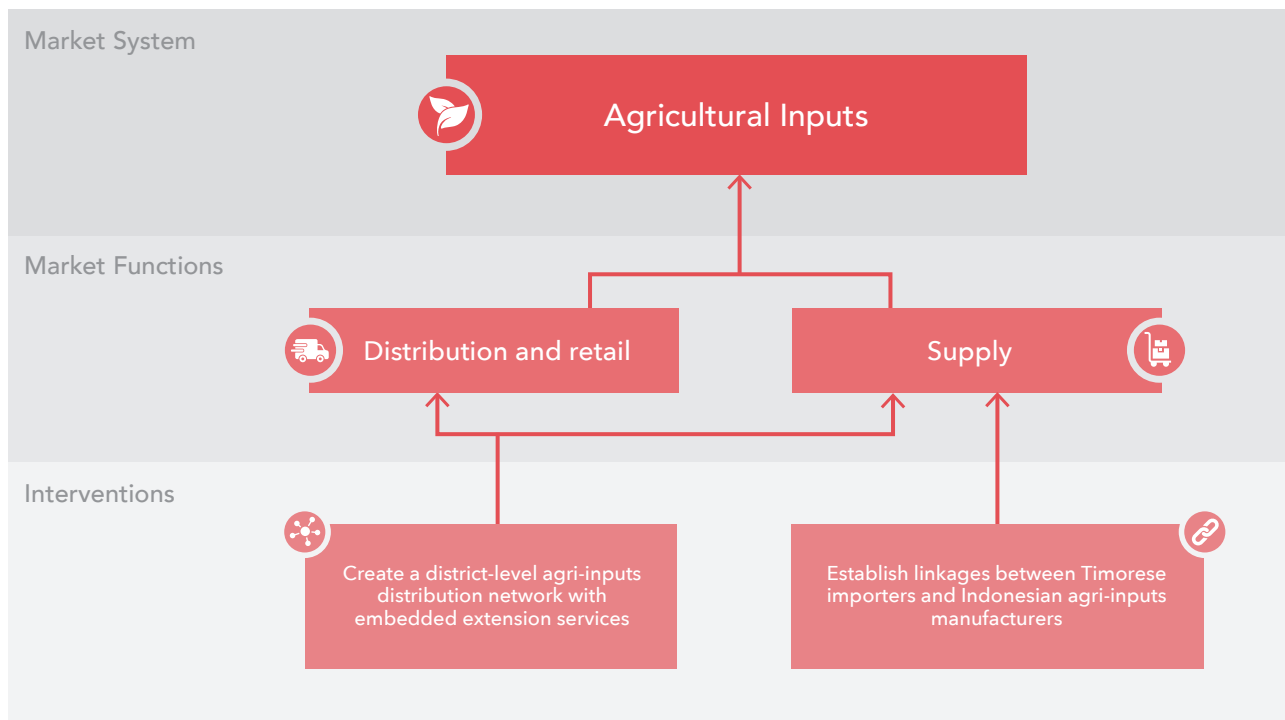 Market System
Agricultural Inputs
Market Functions
Distribution and retail
Supply
Interventions
Create a district-level agri-inputs
distribution network with
embedded extension services
Establish linkages between Timorese
importers and Indonesian agri-inputs
manufacturers